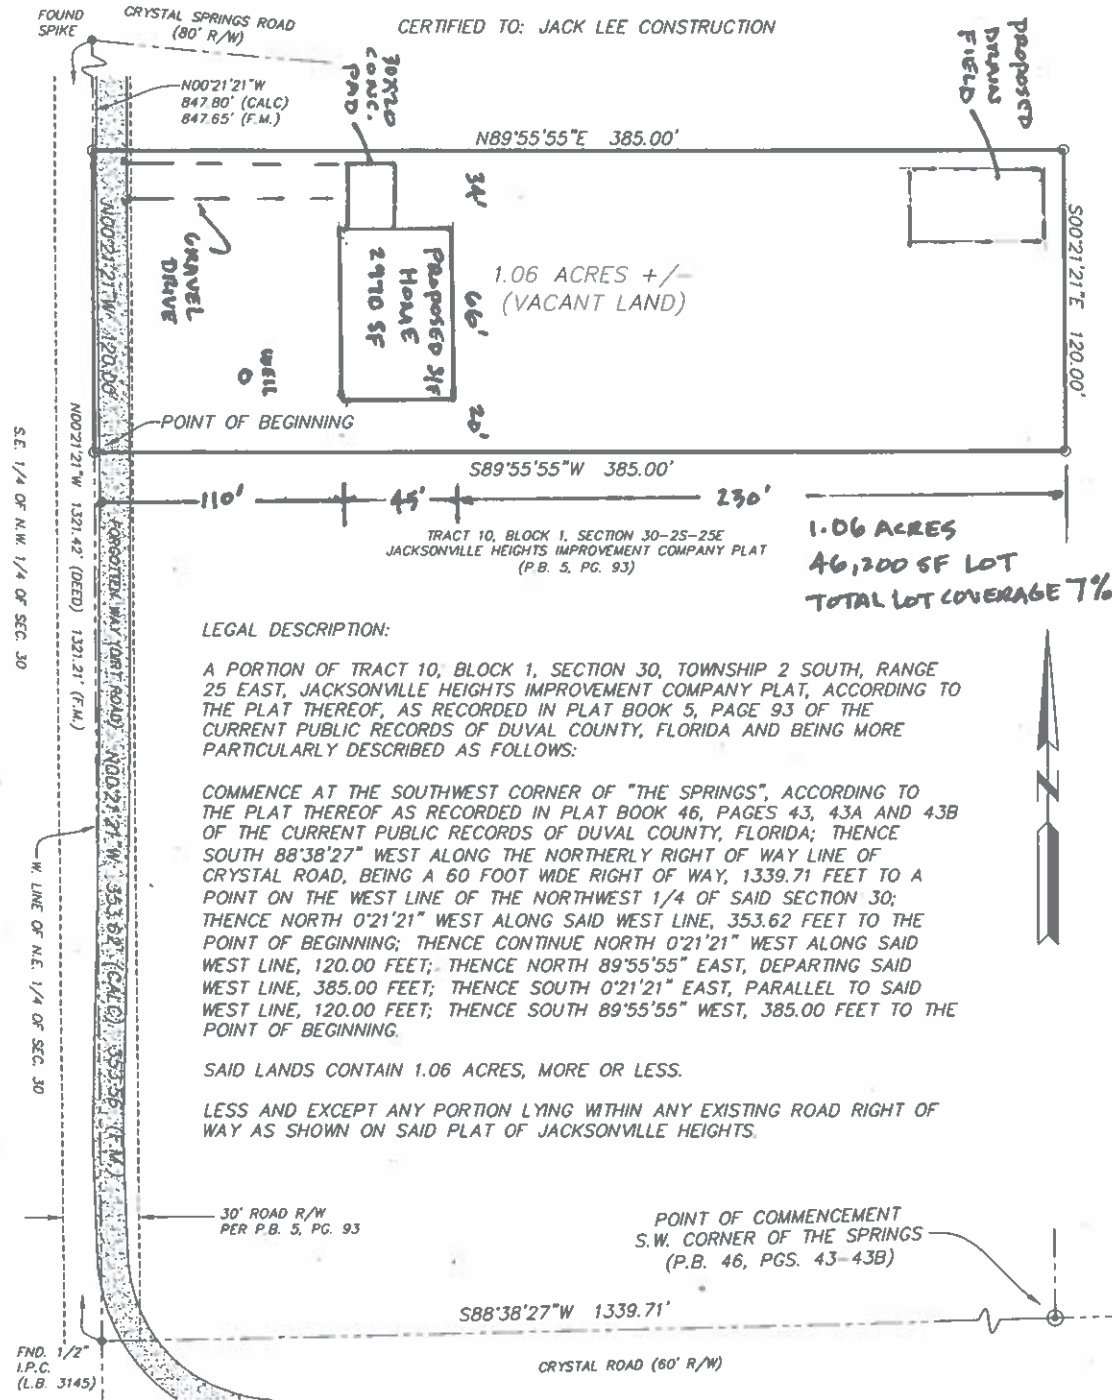 FOUND
SPIKE
CRYSTAL SPRINGS ROAD
(80' R/W)
CERTIFIED TO: JACK LEE CONSTRUCTION
PROPOSED
DRAIN
FIELD
N00°21'21"W
847.80' (CALC)
847.65' (F.M.)
30X20
CONC.
PAD
N89°55'55"E 385.00'
34'
S00°21'21"E 120.00'
N00°21'21"W 120.00'
GRAVEL
DRIVE
PROPOSED S/F
HOME
2970 SF
66'
1.06 ACRES +/-
(VACANT LAND)
WELL
20'
POINT OF BEGINNING
S89°55'55"W 385.00'
110'
45'
230'
TRACT 10, BLOCK 1, SECTION 30-2S-25E
JACKSONVILLE HEIGHTS IMPROVEMENT COMPANY PLAT
(P.B. 5, PG. 93)
1.06 ACRES
46,200 SF LOT
TOTAL LOT COVERAGE 7%
S.E. 1/4 OF N.W. 1/4 OF SEC. 30
N00°21'21"W 1321.42' (DEED) 1321.21' (F.M.)
FORGOTTEN WAY (DIRT ROAD)
N00°21'21"W 353.62' (CALC) 353.56' (F.M.)
W. LINE OF N.E. 1/4 OF SEC. 30
LEGAL DESCRIPTION:
A PORTION OF TRACT 10, BLOCK 1, SECTION 30, TOWNSHIP 2 SOUTH, RANGE
25 EAST, JACKSONVILLE HEIGHTS IMPROVEMENT COMPANY PLAT, ACCORDING TO
THE PLAT THEREOF, AS RECORDED IN PLAT BOOK 5, PAGE 93 OF THE
CURRENT PUBLIC RECORDS OF DUVAL COUNTY, FLORIDA AND BEING MORE
PARTICULARLY DESCRIBED AS FOLLOWS:
COMMENCE AT THE SOUTHWEST CORNER OF "THE SPRINGS", ACCORDING TO
THE PLAT THEREOF AS RECORDED IN PLAT BOOK 46, PAGES 43, 43A AND 43B
OF THE CURRENT PUBLIC RECORDS OF DUVAL COUNTY, FLORIDA; THENCE
SOUTH 88°38'27" WEST ALONG THE NORTHERLY RIGHT OF WAY LINE OF
CRYSTAL ROAD, BEING A 60 FOOT WIDE RIGHT OF WAY, 1339.71 FEET TO A
POINT ON THE WEST LINE OF THE NORTHWEST 1/4 OF SAID SECTION 30;
THENCE NORTH 0°21'21" WEST ALONG SAID WEST LINE, 353.62 FEET TO THE
POINT OF BEGINNING; THENCE CONTINUE NORTH 0°21'21" WEST ALONG SAID
WEST LINE, 120.00 FEET; THENCE NORTH 89°55'55" EAST, DEPARTING SAID
WEST LINE, 385.00 FEET; THENCE SOUTH 0°21'21" EAST, PARALLEL TO SAID
WEST LINE, 120.00 FEET; THENCE SOUTH 89°55'55" WEST, 385.00 FEET TO THE
POINT OF BEGINNING.
SAID LANDS CONTAIN 1.06 ACRES, MORE OR LESS.
LESS AND EXCEPT ANY PORTION LYING WITHIN ANY EXISTING ROAD RIGHT OF
WAY AS SHOWN ON SAID PLAT OF JACKSONVILLE HEIGHTS.
N
30' ROAD R/W
PER P.B. 5, PG. 93
POINT OF COMMENCEMENT
S.W. CORNER OF THE SPRINGS
(P.B. 46, PGS. 43-43B)
S88°38'27"W 1339.71'
FND. 1/2"
I.P.C.
(L.B. 3145)
CRYSTAL ROAD (60' R/W)